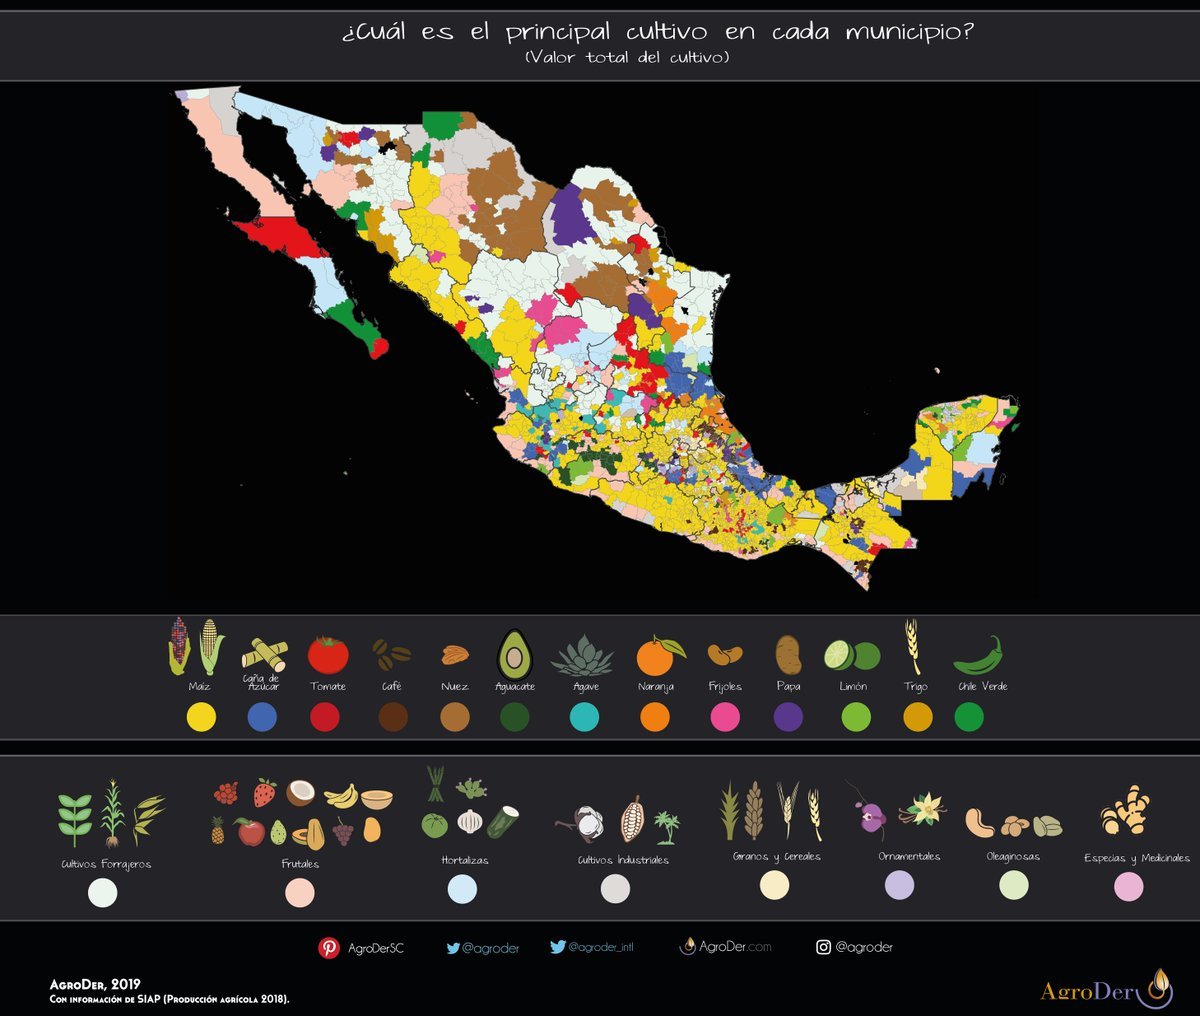 ¿Cuál es el principal cultivo en cada municipio?
(Valor total del cultivo)
Maíz
Caña de
Azúcar
Tomate
Café
Nuez
Aguacate
Agave
Naranja
Frijoles
Papa
Limón
Trigo
Chile Verde
Cultivos Forrajeros
Frutales
Hortalizas
Cultivos Industriales
Granos y Cereales
Ornamentales
Oleaginosas
Especias y Medicinales
AgroDerSC
@agroder
@agroder_intl
AgroDer.com
@agroder
AgroDer, 2019
Con información de SIAP (Producción agrícola 2018).
AgroDer